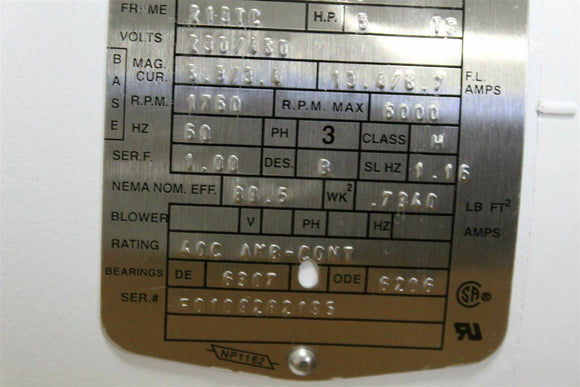 FRAME 213TC H.P. 5 TS
VOLTS 230/460
BASE
MAG. CUR. F.L. AMPS
R.P.M. 1760 R.P.M. MAX 6000
HZ 60 PH 3 CLASS H
SER.F. 1.00 DES. B SL HZ 1.16
NEMA NOM. EFF. 89.5 WK² LB FT²
BLOWER V PH HZ AMPS
RATING 40C AMB-CONT
BEARINGS DE 6307 ODE 6206
SER.#
SA ®
NP1162